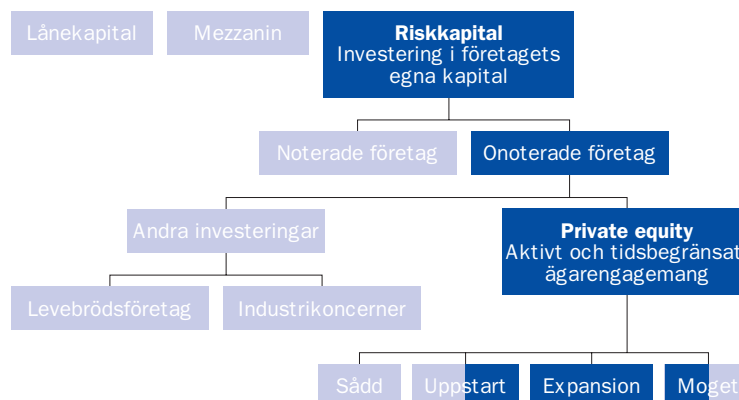 Lånekapital
Mezzanin
Riskkapital
Investering i företagets
egna kapital
Noterade företag
Onoterade företag
Andra investeringar
Private equity
Aktivt och tidsbegränsat
ägarengagemang
Levebrödsföretag
Industrikoncerner
Sådd
Uppstart
Expansion
Moget